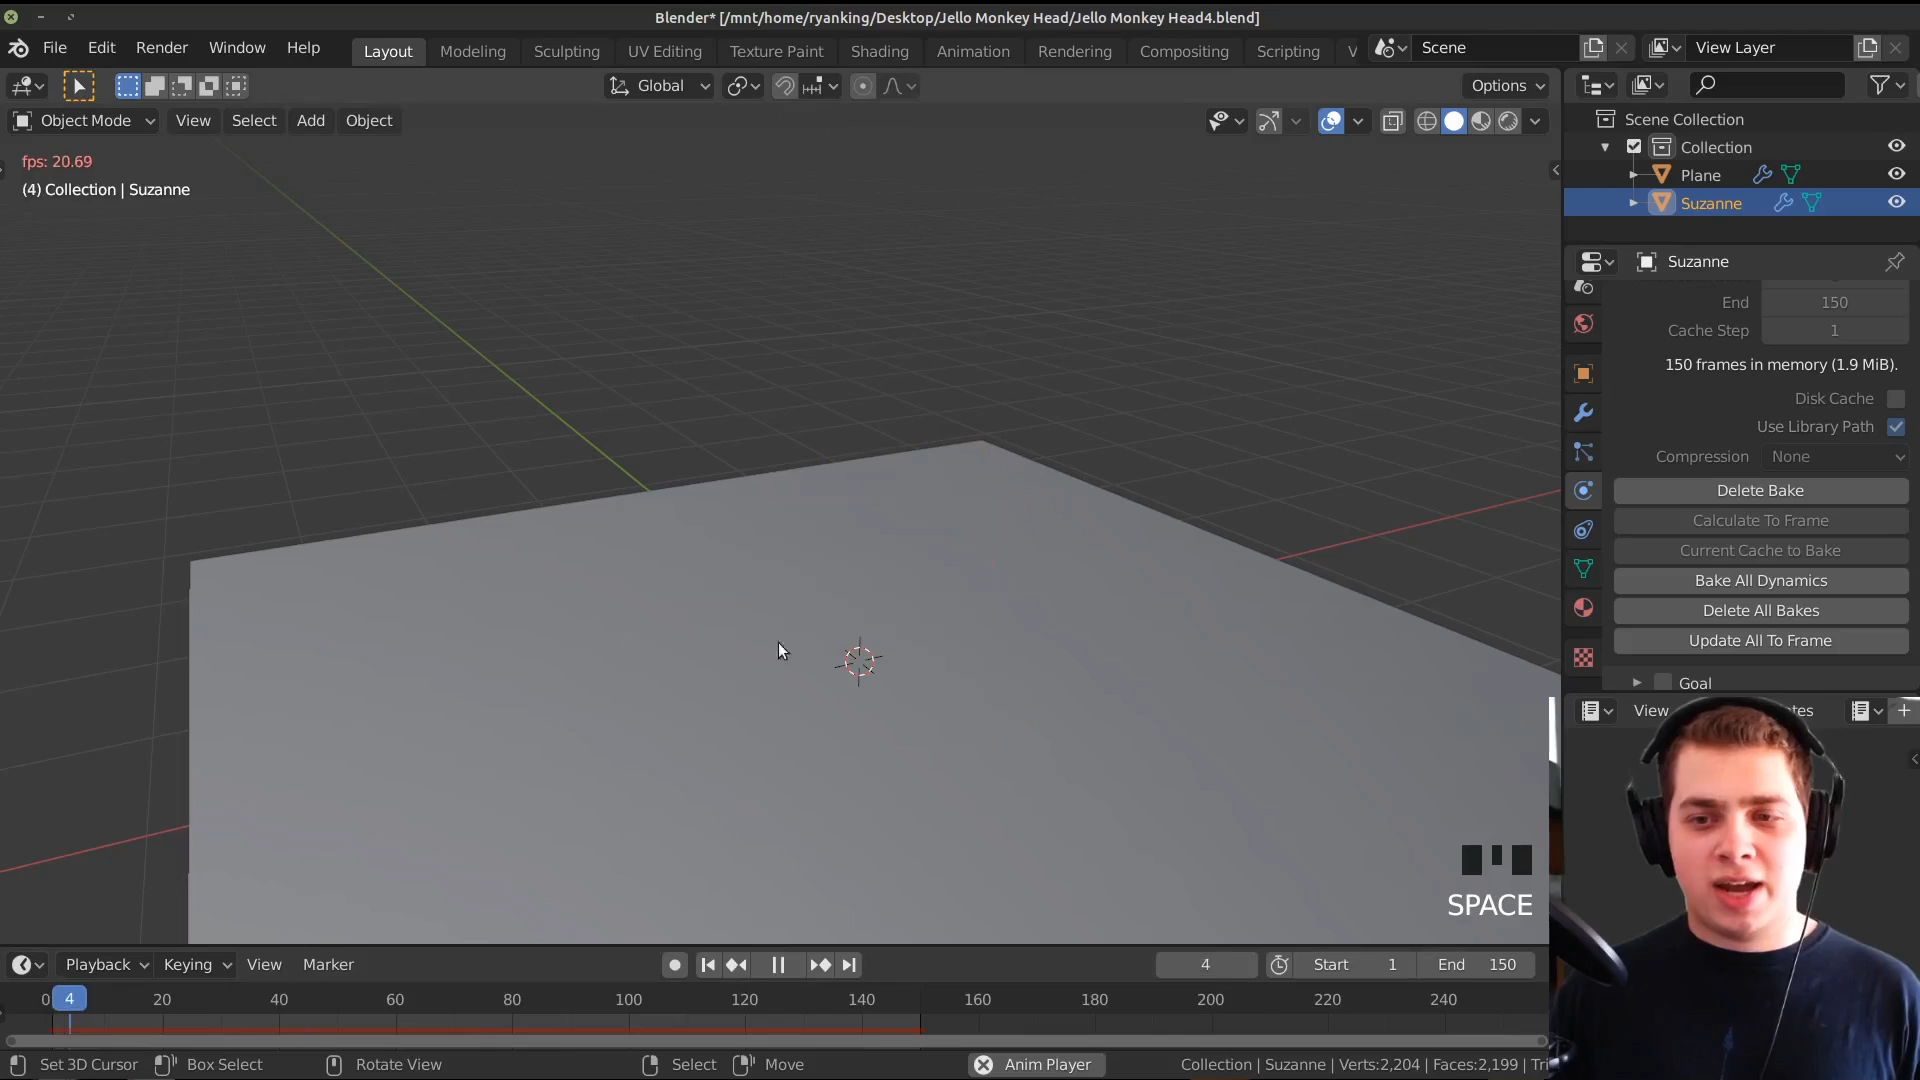 Blender* [/mnt/home/ryanking/Desktop/Jello Monkey Head/Jello Monkey Head4.blend]
File Edit Render Window Help
Layout Modeling Sculpting UV Editing Texture Paint Shading Animation Rendering Compositing Scripting
Scene
View Layer
Global
Options
Object Mode View Select Add Object
fps: 20.69
(4) Collection | Suzanne
Scene Collection
Collection
Plane
Suzanne
Suzanne
End 150
Cache Step 1
150 frames in memory (1.9 MiB).
Disk Cache
Use Library Path
Compression None
Delete Bake
Calculate To Frame
Current Cache to Bake
Bake All Dynamics
Delete All Bakes
Update All To Frame
Goal
View
SPACE
Playback Keying View Marker
4 Start 1 End 150
0 4 20 40 60 80 100 120 140 160 180 200 220 240
Set 3D Cursor Box Select Rotate View Select Move Anim Player Collection | Suzanne | Verts:2,204 | Faces:2,199 | Tri